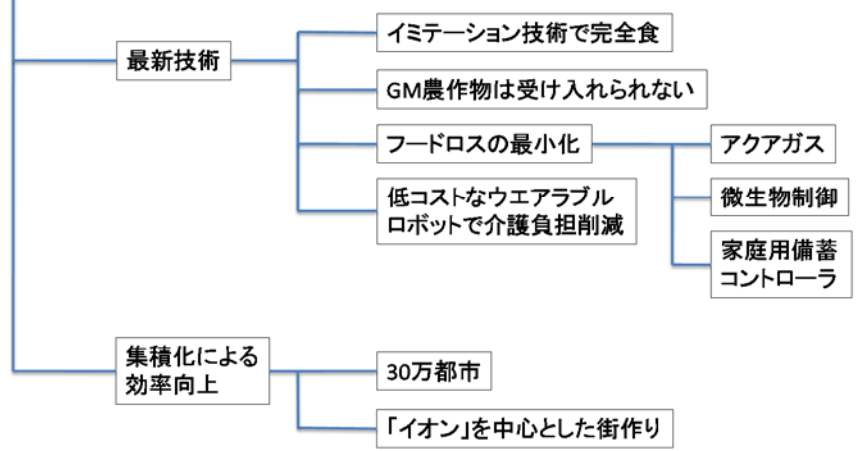 最新技術
イミテーション技術で完全食
GM農作物は受け入れられない
フードロスの最小化
アクアガス
微生物制御
家庭用備蓄
コントローラ
低コストなウエアラブル
ロボットで介護負担削減
集積化による
効率向上
30万都市
「イオン」を中心とした街作り